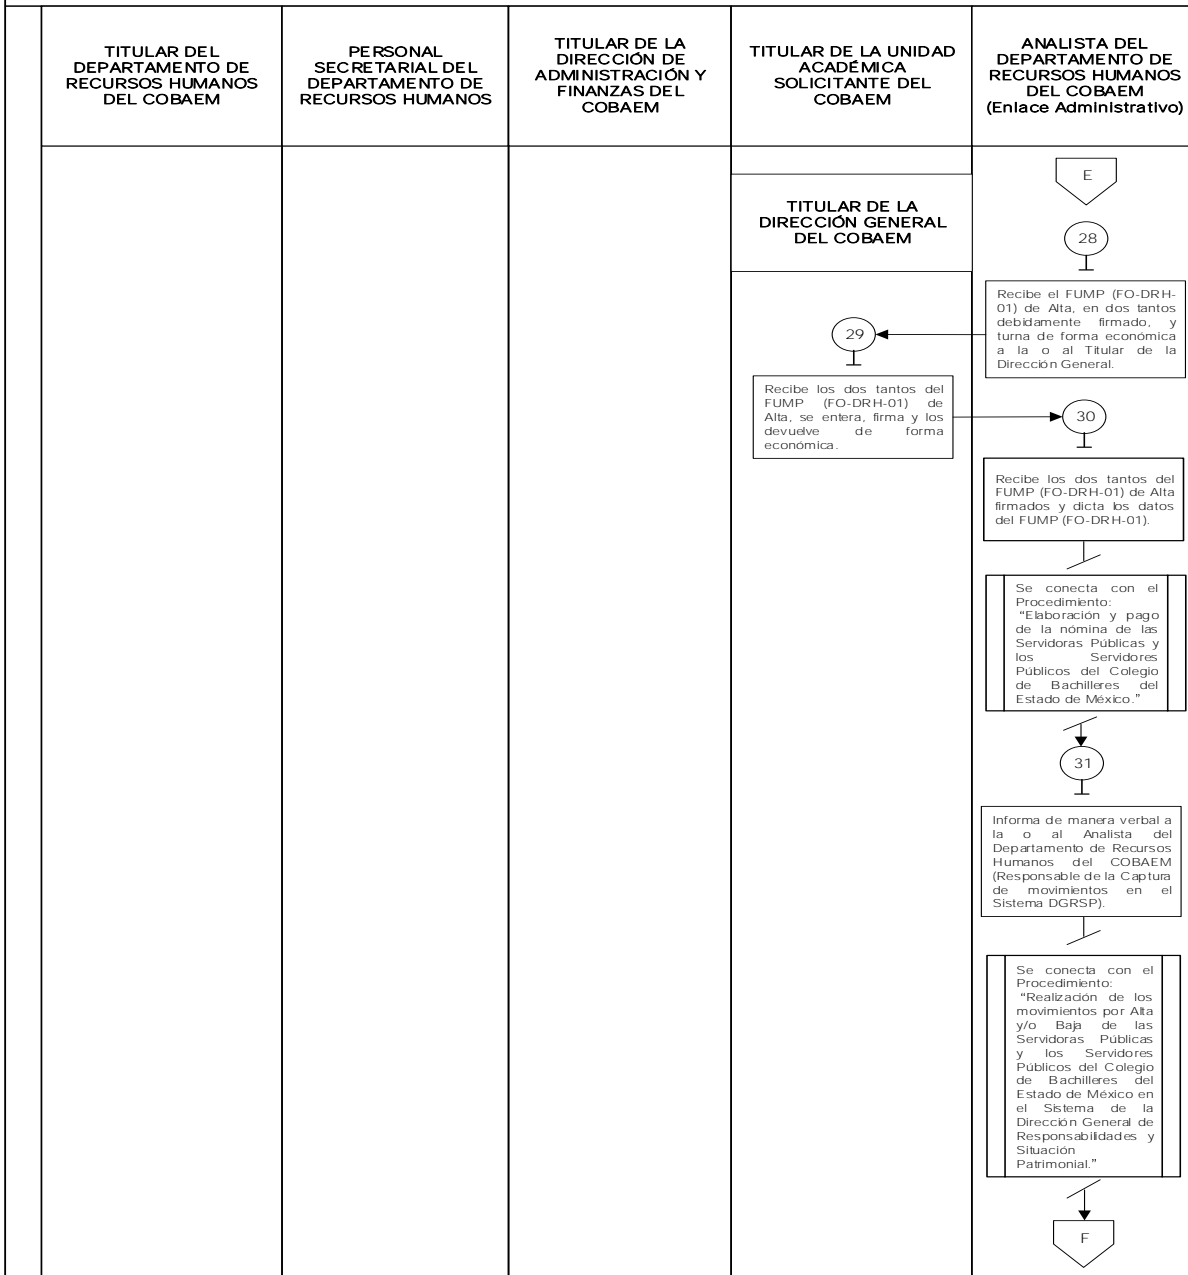 TITULAR DEL
DEPARTAMENTO DE
RECURSOS HUMANOS
DEL COBAEM
PERSONAL
SECRETARIAL DEL
DEPARTAMENTO DE
RECURSOS HUMANOS
TITULAR DE LA
DIRECCIÓN DE
ADMINISTRACIÓN Y
FINANZAS DEL
COBAEM
TITULAR DE LA UNIDAD
ACADÉMICA
SOLICITANTE DEL
COBAEM
ANALISTA DEL
DEPARTAMENTO DE
RECURSOS HUMANOS
DEL COBAEM
(Enlace Administrativo)
E
TITULAR DE LA
DIRECCIÓN GENERAL
DEL COBAEM
28
Recibe el FUMP (FO-DRH-
01) de Alta, en dos tantos
debidamente firmado, y
turna de forma económica
a la o al Titular de la
Dirección General.
29
Recibe los dos tantos del
FUMP (FO-DRH-01) de
Alta, se entera, firma y los
devuelve de forma
económica.
30
Recibe los dos tantos del
FUMP (FO-DRH-01) de Alta
firmados y dicta los datos
del FUMP (FO-DRH-01).
Se conecta con el
Procedimiento:
“Elaboración y pago
de la nómina de las
Servidoras Públicas y
los Servidores
Públicos del Colegio
de Bachilleres del
Estado de México.”
31
Informa de manera verbal a
la o al Analista del
Departamento de Recursos
Humanos del COBAEM
(Responsable de la Captura
de movimientos en el
Sistema DGRSP).
Se conecta con el
Procedimiento:
“Realización de los
movimientos por Alta
y/o Baja de las
Servidoras Públicas
y los Servidores
Públicos del Colegio
de Bachilleres del
Estado de México en
el Sistema de la
Dirección General de
Responsabilidades y
Situación
Patrimonial.”
F